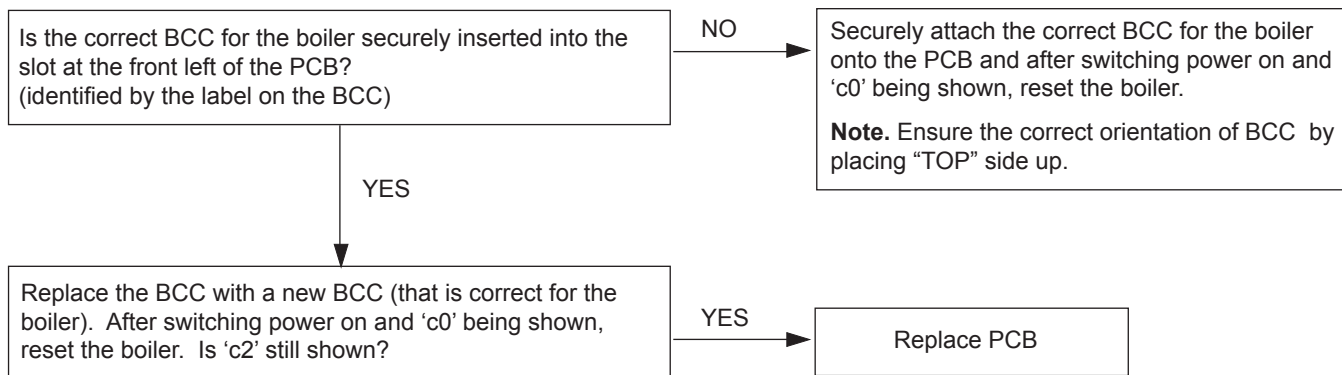 Is the correct BCC for the boiler securely inserted into the
slot at the front left of the PCB?
(identified by the label on the BCC)
NO
Securely attach the correct BCC for the boiler
onto the PCB and after switching power on and
‘c0’ being shown, reset the boiler.
Note. Ensure the correct orientation of BCC by
placing “TOP” side up.
YES
Replace the BCC with a new BCC (that is correct for the
boiler). After switching power on and ‘c0’ being shown,
reset the boiler. Is ‘c2’ still shown?
YES
Replace PCB